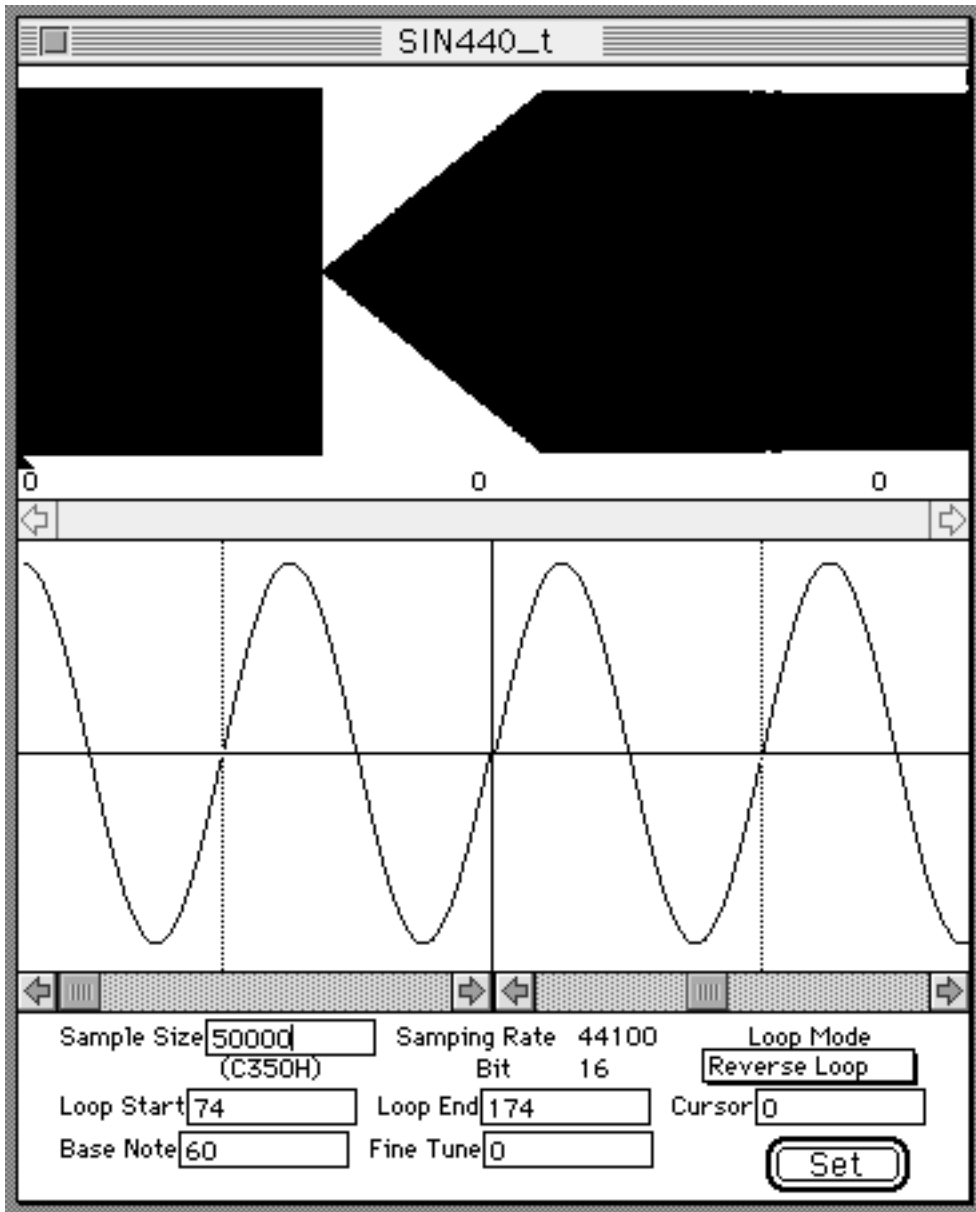 SIN440_t
0 0 0
Sample Size 50000 Samping Rate 44100 Loop Mode
(C350H) Bit 16 Reverse Loop
Loop Start 74 Loop End 174 Cursor 0
Base Note 60 Fine Tune 0
Set